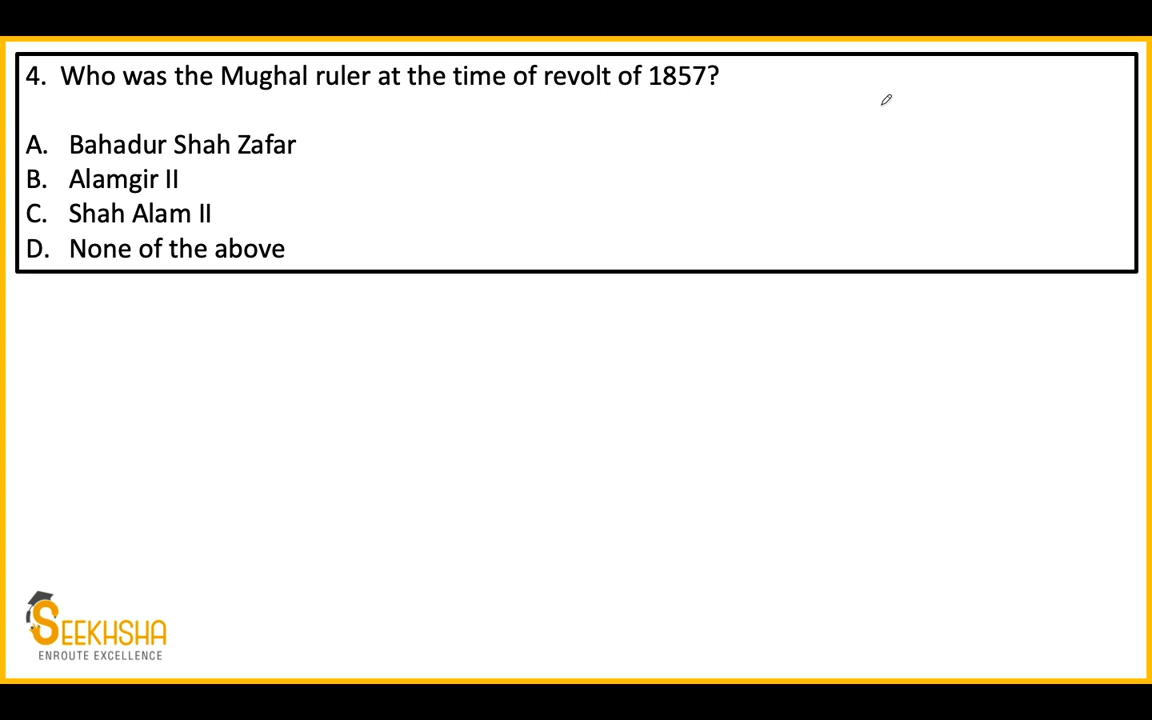 4. Who was the Mughal ruler at the time of revolt of 1857?
A. Bahadur Shah Zafar
B. Alamgir II
C. Shah Alam II
D. None of the above
SEEKHSHA
ENROUTE EXCELLENCE